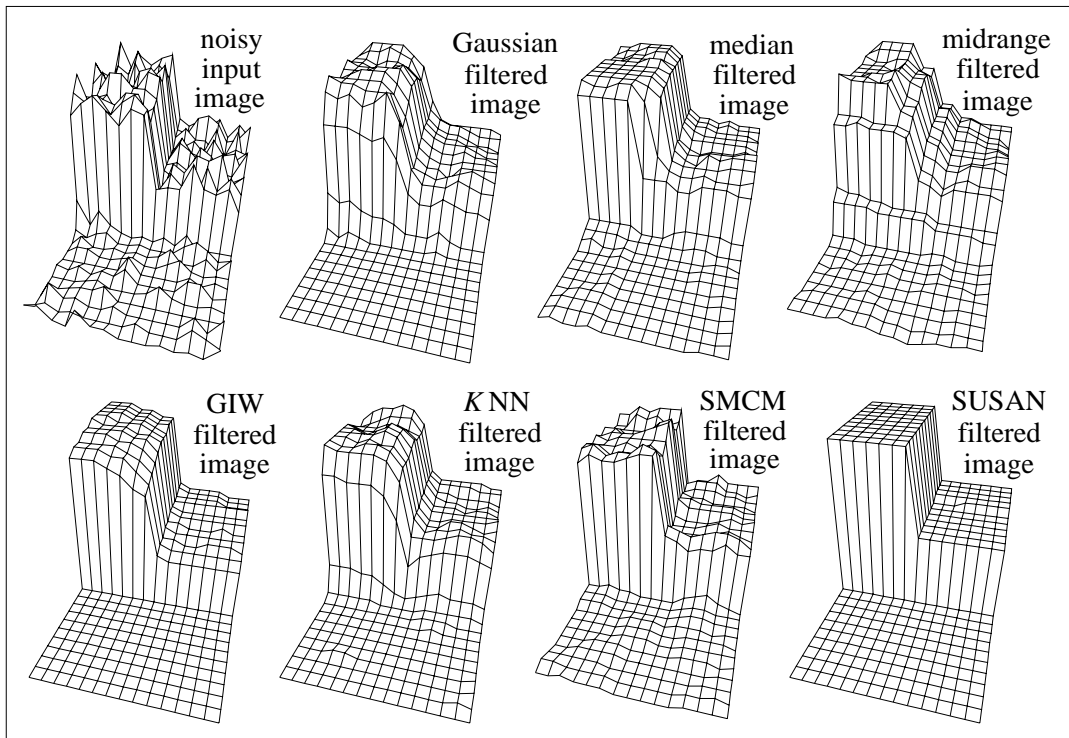 noisy
input
image
Gaussian
filtered
image
median
filtered
image
midrange
filtered
image
GIW
filtered
image
K NN
filtered
image
SMCM
filtered
image
SUSAN
filtered
image